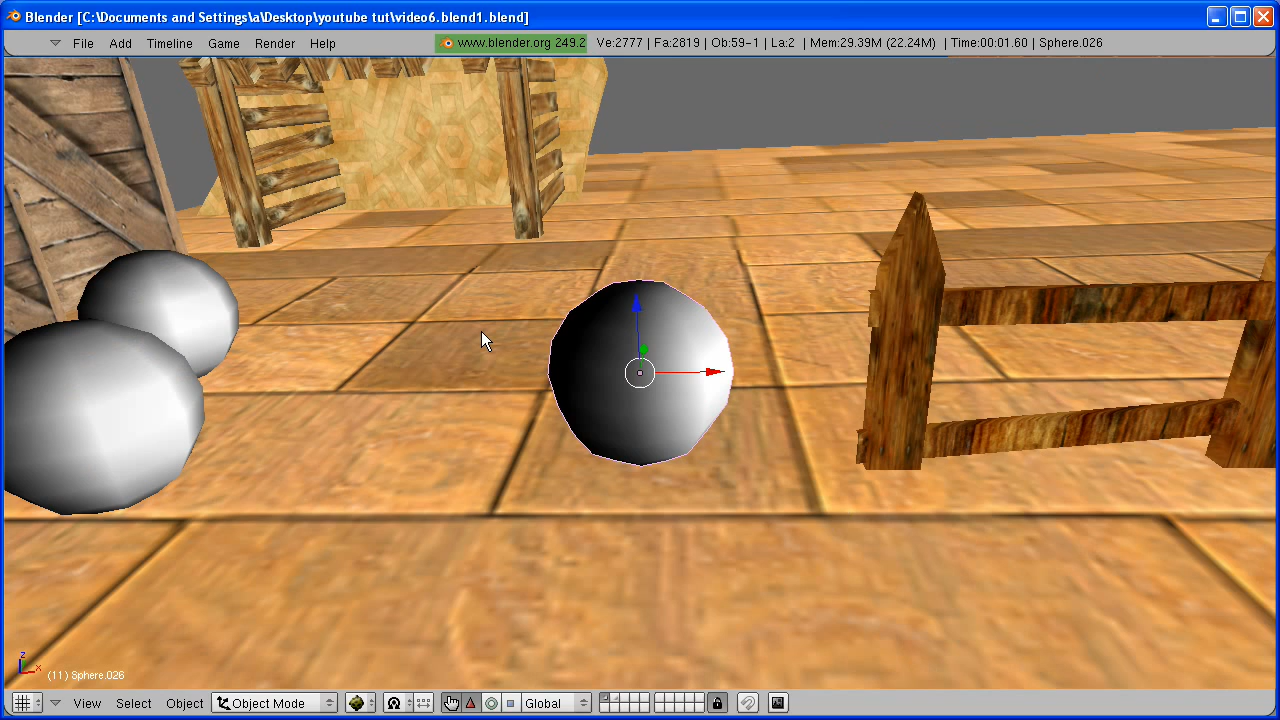 Blender [C:\Documents and Settings\a\Desktop\youtube tut\video6.blend1.blend]
File Add Timeline Game Render Help www.blender.org 249.2 Ve:2777 | Fa:2819 | Ob:59-1 | La:2 | Mem:29.39M (22.24M) | Time:00:01.60 | Sphere.026
z
x
(11) Sphere.026
View Select Object Object Mode Global